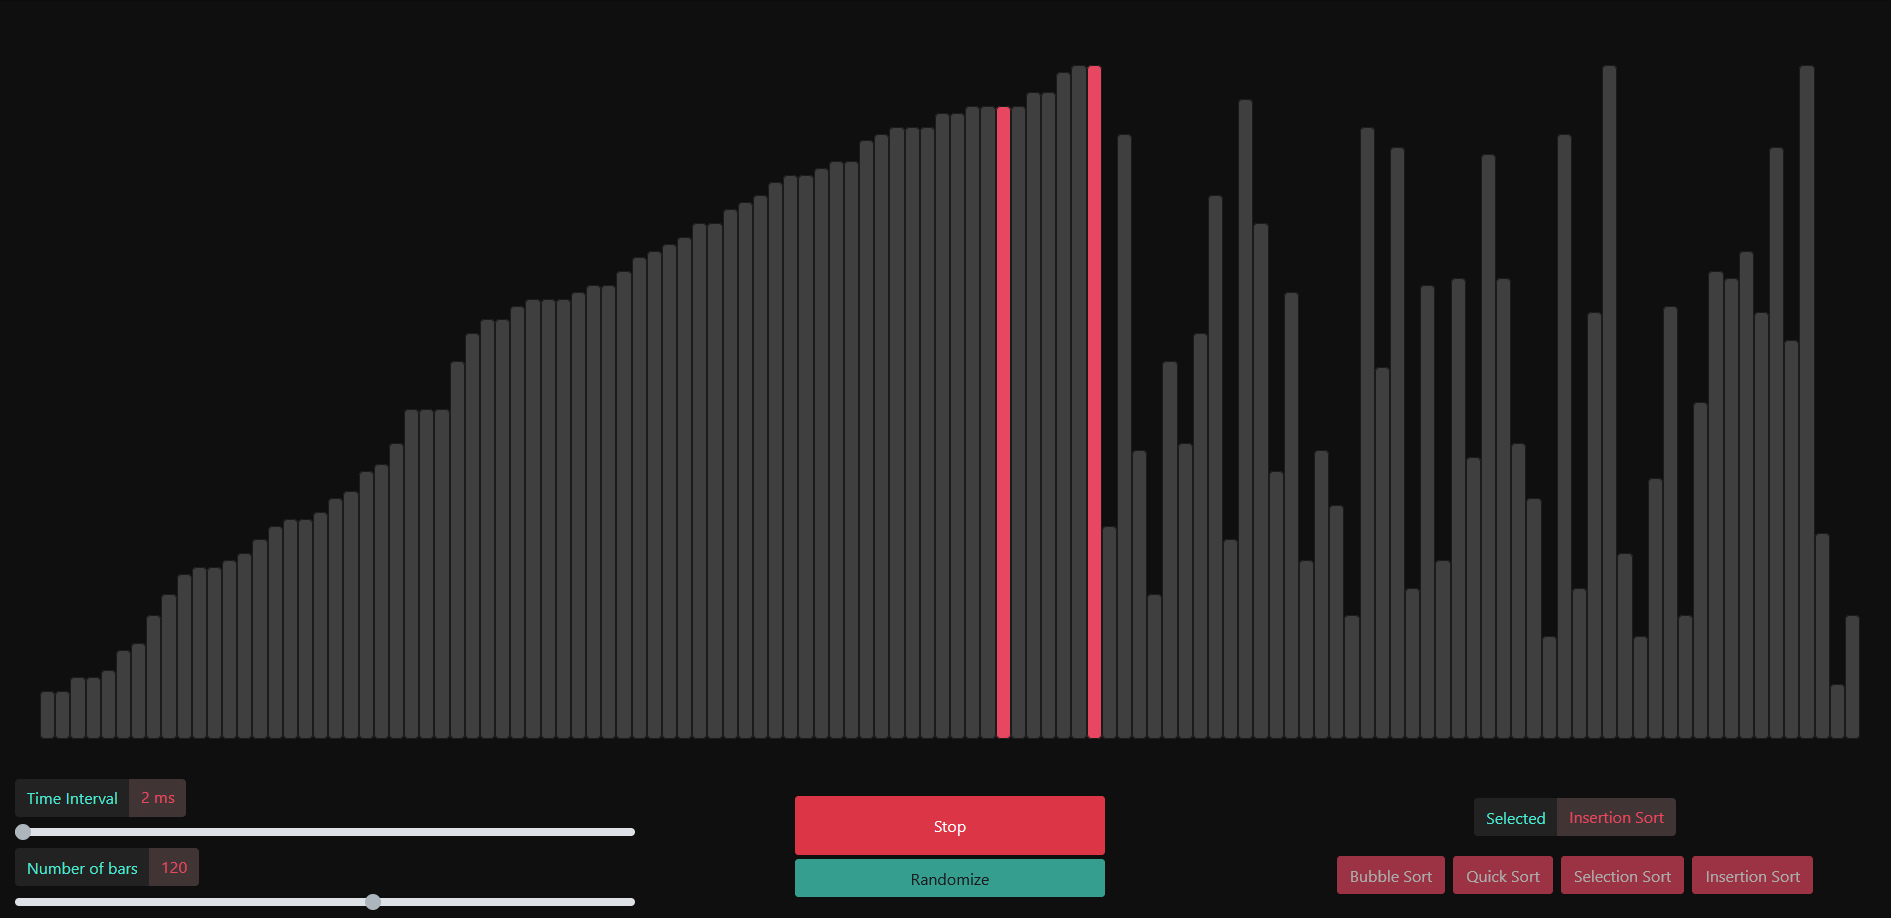 Time Interval 2 ms
Number of bars 120
Stop
Randomize
Selected Insertion Sort
Bubble Sort Quick Sort Selection Sort Insertion Sort